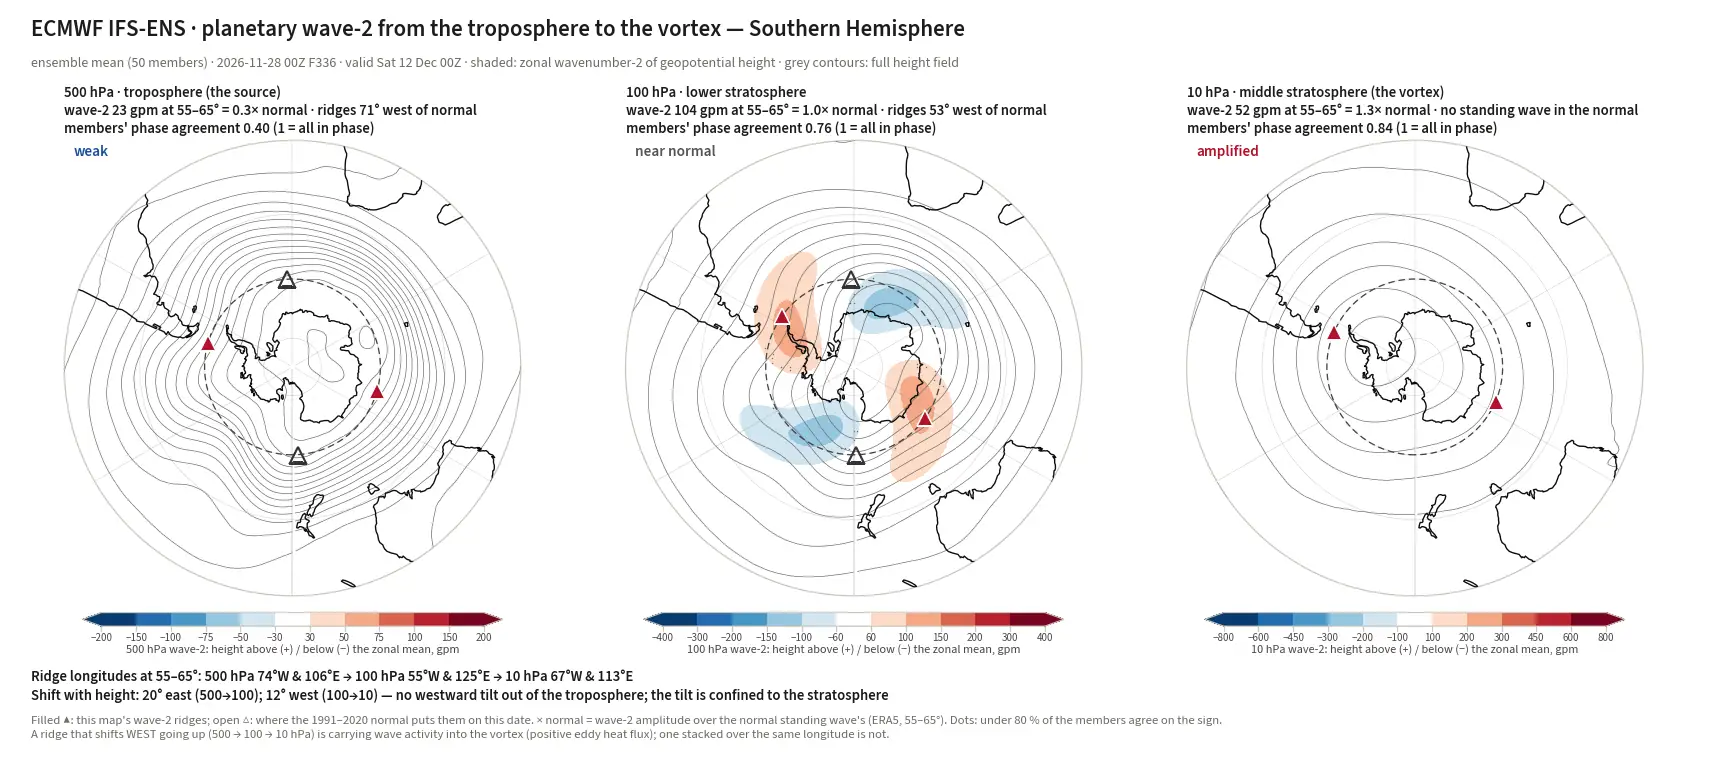 ECMWF IFS-ENS · planetary wave-2 from the troposphere to the vortex — Southern Hemisphere
ensemble mean (50 members) · 2026-11-28 00Z F336 · valid Sat 12 Dec 00Z · shaded: zonal wavenumber-2 of geopotential height · grey contours: full height field
500 hPa · troposphere (the source)
wave-2 23 gpm at 55–65° = 0.3× normal · ridges 71° west of normal
members' phase agreement 0.40 (1 = all in phase)
weak
100 hPa · lower stratosphere
wave-2 104 gpm at 55–65° = 1.0× normal · ridges 53° west of normal
members' phase agreement 0.76 (1 = all in phase)
near normal
10 hPa · middle stratosphere (the vortex)
wave-2 52 gpm at 55–65° = 1.3× normal · no standing wave in the normal
members' phase agreement 0.84 (1 = all in phase)
amplified
−200 −150 −100 −75 −50 −30 30 50 75 100 150 200
500 hPa wave-2: height above (+) / below (−) the zonal mean, gpm
−400 −300 −200 −150 −100 −60 60 100 150 200 300 400
100 hPa wave-2: height above (+) / below (−) the zonal mean, gpm
−800 −600 −450 −300 −200 −100 100 200 300 450 600 800
10 hPa wave-2: height above (+) / below (−) the zonal mean, gpm
Ridge longitudes at 55–65°: 500 hPa 74°W & 106°E → 100 hPa 55°W & 125°E → 10 hPa 67°W & 113°E
Shift with height: 20° east (500→100); 12° west (100→10) — no westward tilt out of the troposphere; the tilt is confined to the stratosphere
Filled ▲: this map's wave-2 ridges; open △: where the 1991–2020 normal puts them on this date. × normal = wave-2 amplitude over the normal standing wave's (ERA5, 55–65°). Dots: under 80 % of the members agree on the sign.
A ridge that shifts WEST going up (500 → 100 → 10 hPa) is carrying wave activity into the vortex (positive eddy heat flux); one stacked over the same longitude is not.